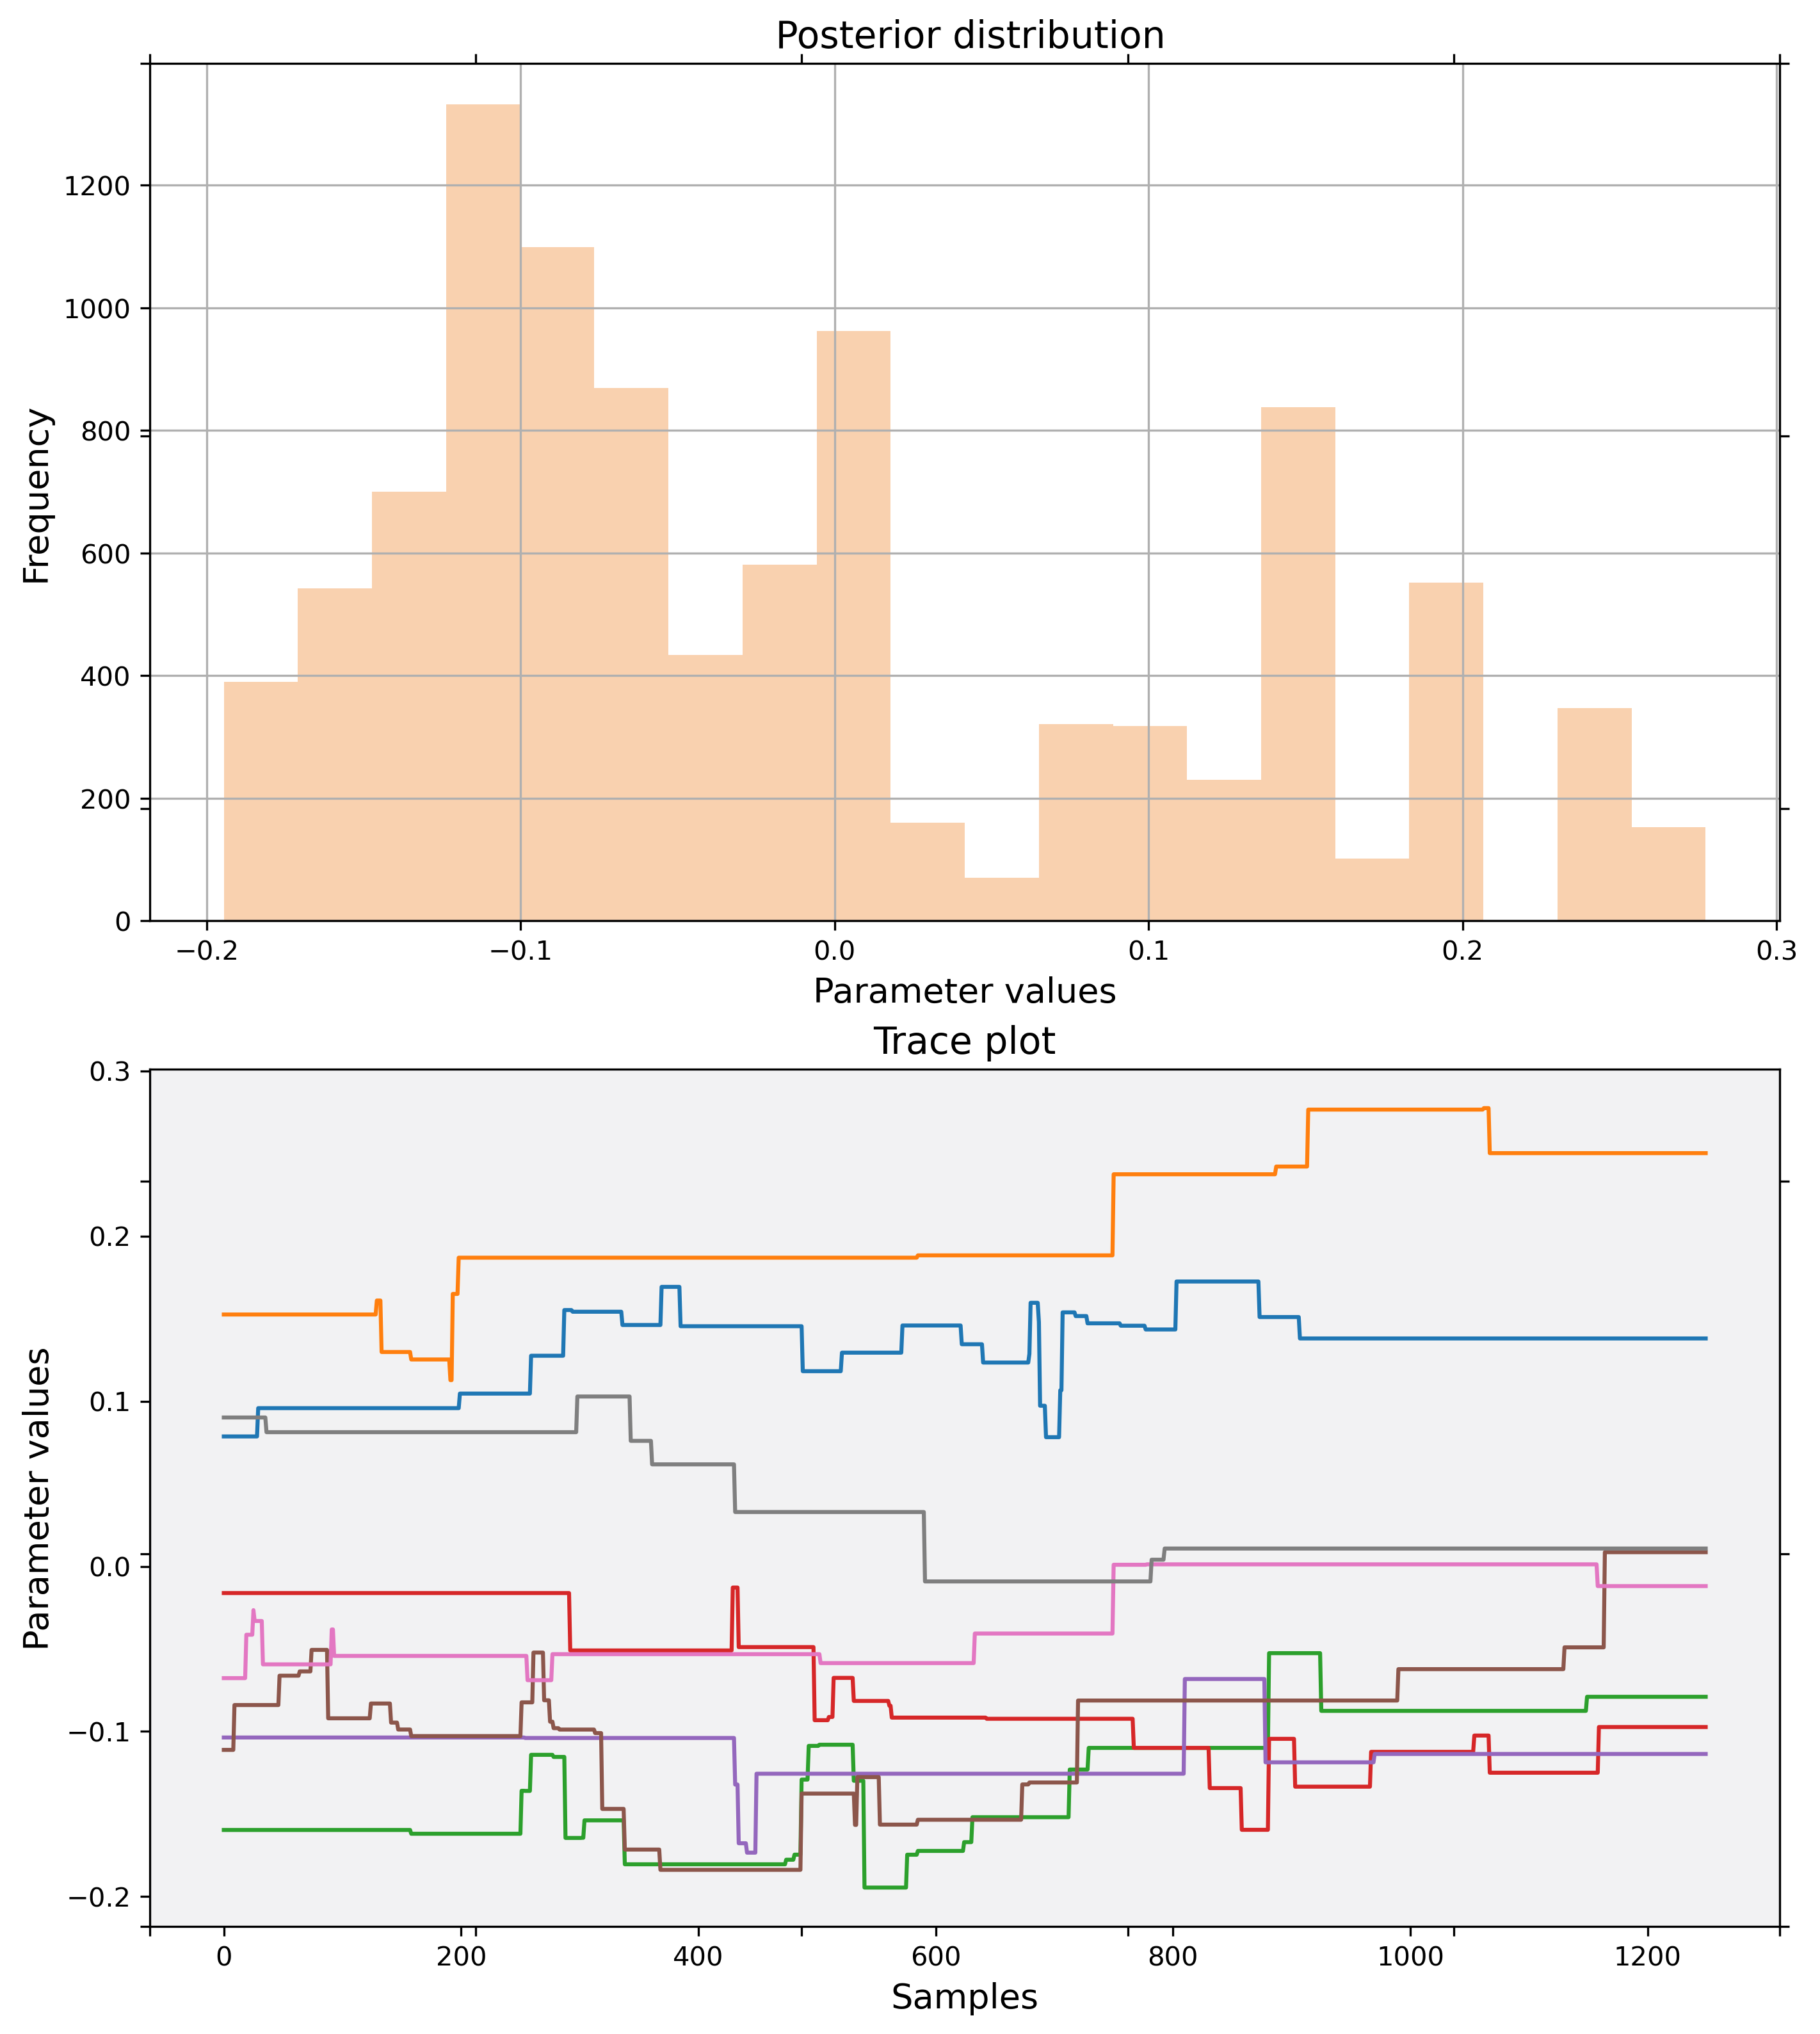 Posterior distribution
1200
1000
800
600
400
200
0
Frequency
−0.2 −0.1 0.0 0.1 0.2 0.3
Parameter values
Trace plot
0.3
0.2
0.1
0.0
−0.1
−0.2
Parameter values
0 200 400 600 800 1000 1200
Samples